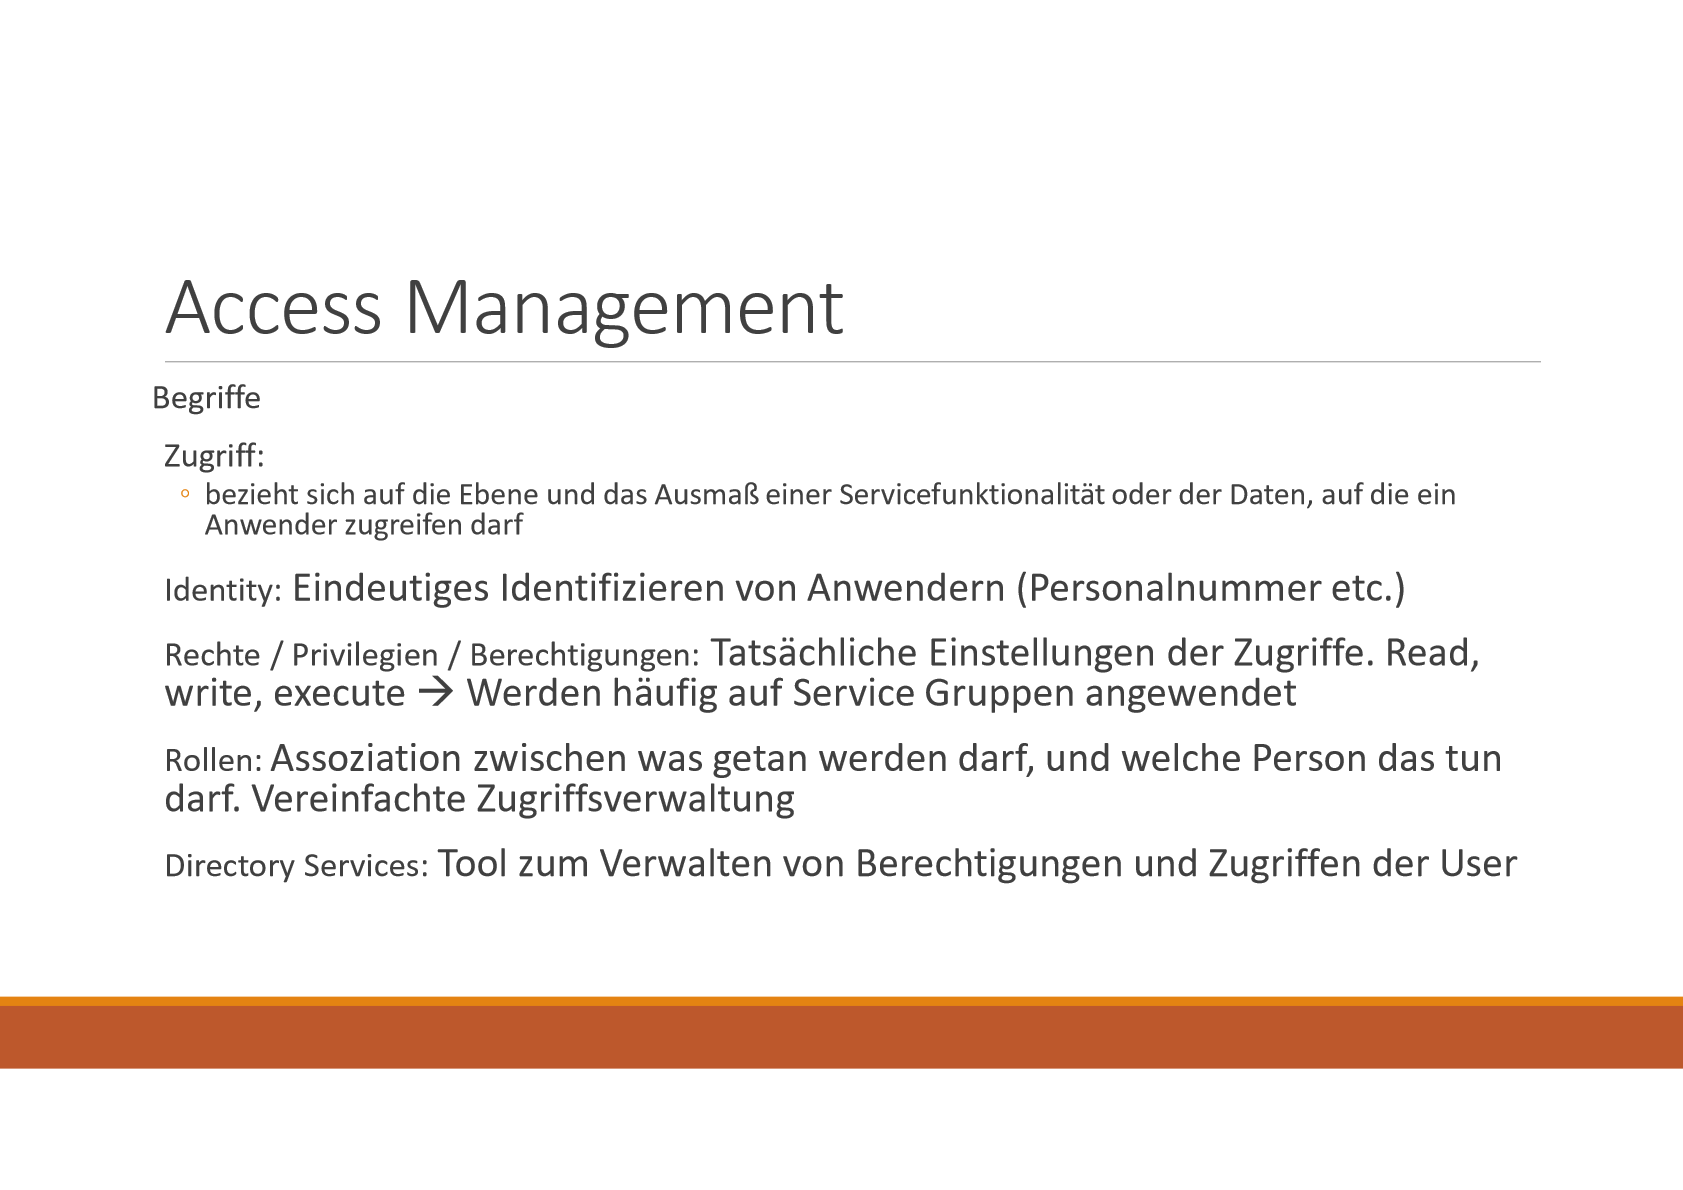 Access Management
Begriffe
Zugriff:
◦ bezieht sich auf die Ebene und das Ausmaß einer Servicefunktionalität oder der Daten, auf die ein
Anwender zugreifen darf
Identity: Eindeutiges Identifizieren von Anwendern (Personalnummer etc.)
Rechte / Privilegien / Berechtigungen: Tatsächliche Einstellungen der Zugriffe. Read,
write, execute → Werden häufig auf Service Gruppen angewendet
Rollen: Assoziation zwischen was getan werden darf, und welche Person das tun
darf. Vereinfachte Zugriffsverwaltung
Directory Services: Tool zum Verwalten von Berechtigungen und Zugriffen der User